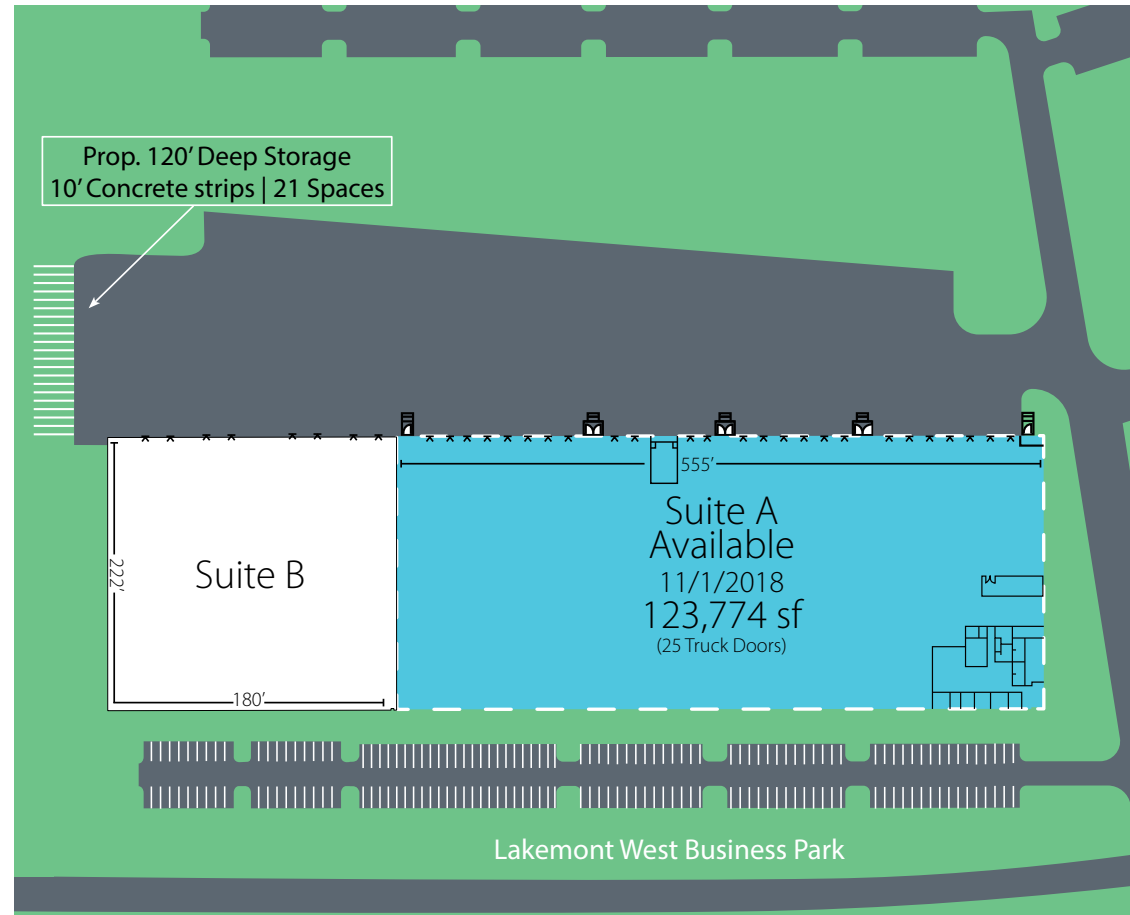 Prop. 120’ Deep Storage
10’ Concrete strips | 21 Spaces
555’
Suite A
Available
11/1/2018
123,774 sf
(25 Truck Doors)
Suite B
222’
180’
Lakemont West Business Park